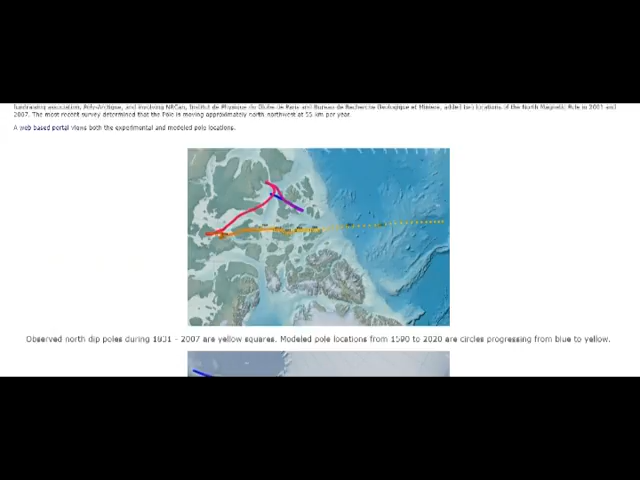 fundraising association, Poly-Arctique, and involving NRCan, Institut de Physique du Globe de Paris and Bureau de Recherche Geologique et Miniere, added two locations of the North Magnetic Pole in 2001 and
2007. The most recent survey determined that the Pole is moving approximately north-northwest at 55 km per year.
A web based portal views both the experimental and modeled pole locations.
Observed north dip poles during 1831 - 2007 are yellow squares. Modeled pole locations from 1590 to 2020 are circles progressing from blue to yellow.